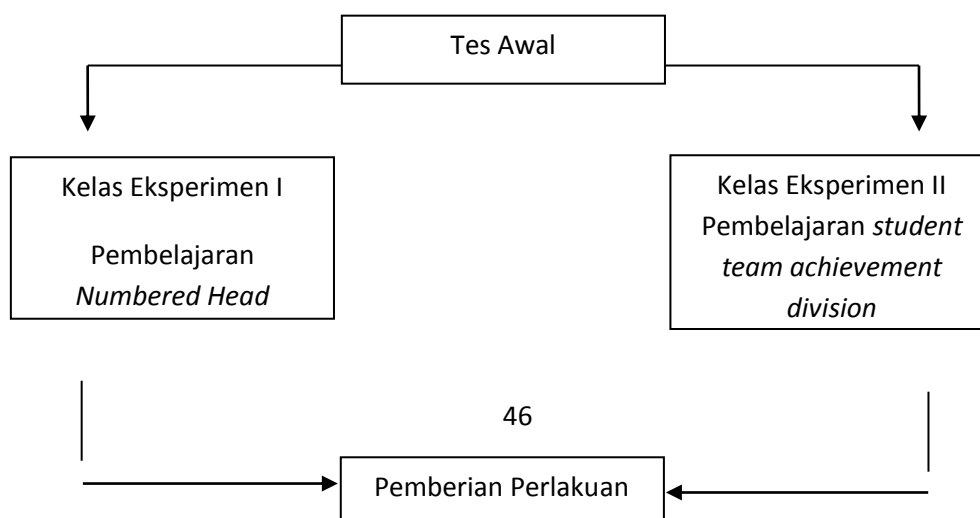 Tes Awal
Kelas Eksperimen I
Pembelajaran
Numbered Head
Kelas Eksperimen II
Pembelajaran student
team achievement
division
46
Pemberian Perlakuan